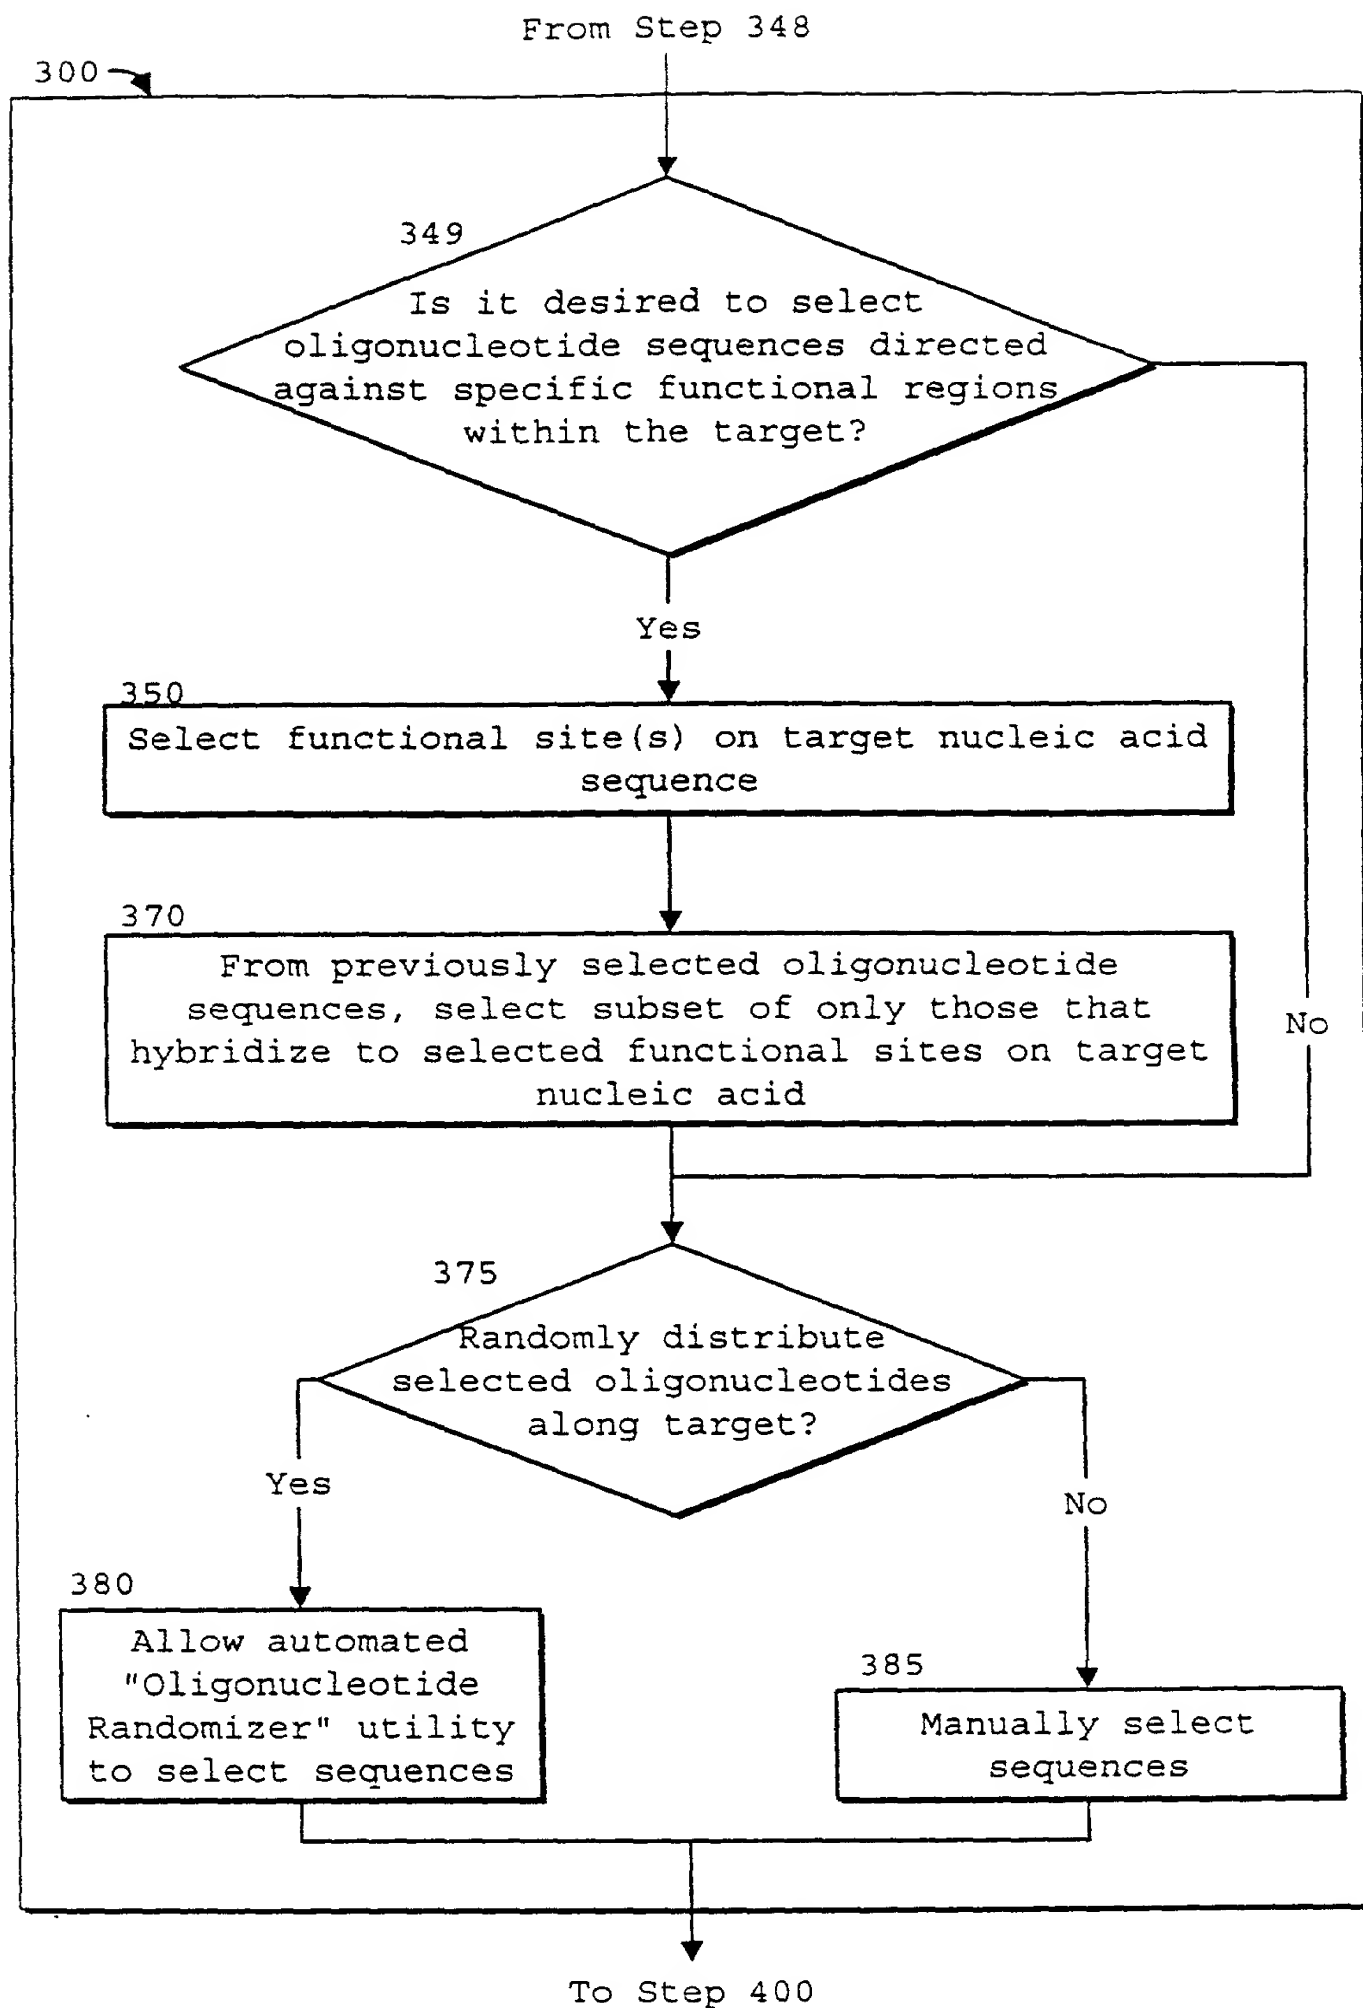 From Step 348
300
349
Is it desired to select
oligonucleotide sequences directed
against specific functional regions
within the target?
Yes
350
Select functional site(s) on target nucleic acid
sequence
370
From previously selected oligonucleotide
sequences, select subset of only those that
hybridize to selected functional sites on target
nucleic acid
No
375
Randomly distribute
selected oligonucleotides
along target?
Yes
No
380
Allow automated
"Oligonucleotide
Randomizer" utility
to select sequences
385
Manually select
sequences
To Step 400